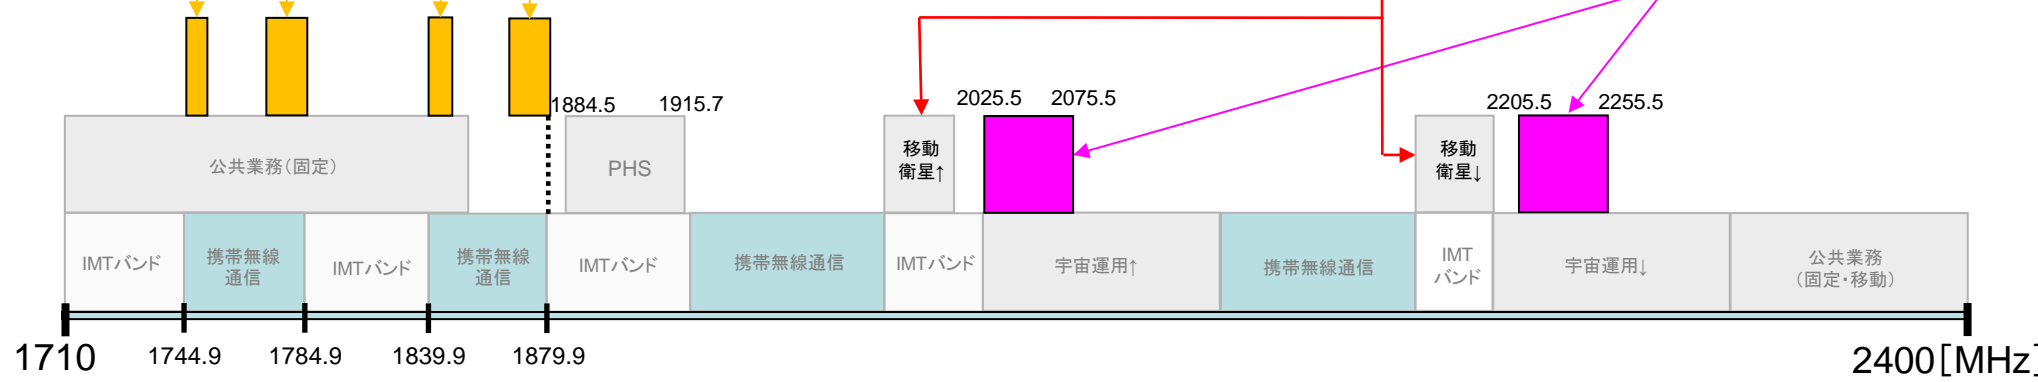 1884.5
1915.7
2025.5
2075.5
2205.5
2255.5
公共業務(固定)
PHS
移動
衛星↑
移動
衛星↓
IMTバンド
携帯無線
通信
IMTバンド
携帯無線
通信
IMTバンド
携帯無線通信
IMTバンド
宇宙運用↑
携帯無線通信
IMT
バンド
宇宙運用↓
公共業務
(固定・移動)
1710
1744.9
1784.9
1839.9
1879.9
2400[MHz]